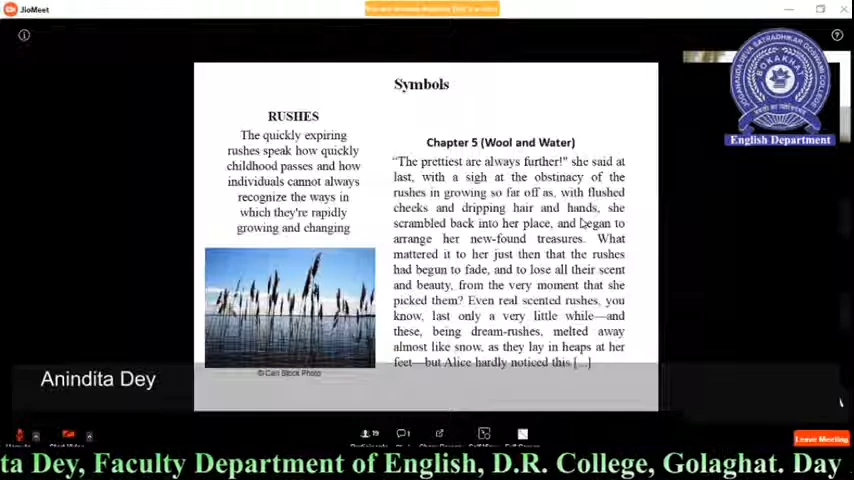 JioMeet
Symbols
RUSHES
The quickly expiring
rushes speak how quickly
childhood passes and how
individuals cannot always
recognize the ways in
which they're rapidly
growing and changing
© Can Stock Photo
Chapter 5 (Wool and Water)
"The prettiest are always further!" she said at
last, with a sigh at the obstinacy of the
rushes in growing so far off as, with flushed
cheeks and dripping hair and hands, she
scrambled back into her place, and began to
arrange her new-found treasures. What
mattered it to her just then that the rushes
had begun to fade, and to lose all their scent
and beauty, from the very moment that she
picked them? Even real scented rushes, you
know, last only a very little while—and
these, being dream-rushes, melted away
almost like snow, as they lay in heaps at her
feet—but Alice hardly noticed this [...]
JOGANANDA DEVA SATRADHIKAR GOSWAMI COLLEGE
BOKAKHAT
English Department
Anindita Dey
19
1
Leave Meeting
ta Dey, Faculty Department of English, D.R. College, Golaghat. Day